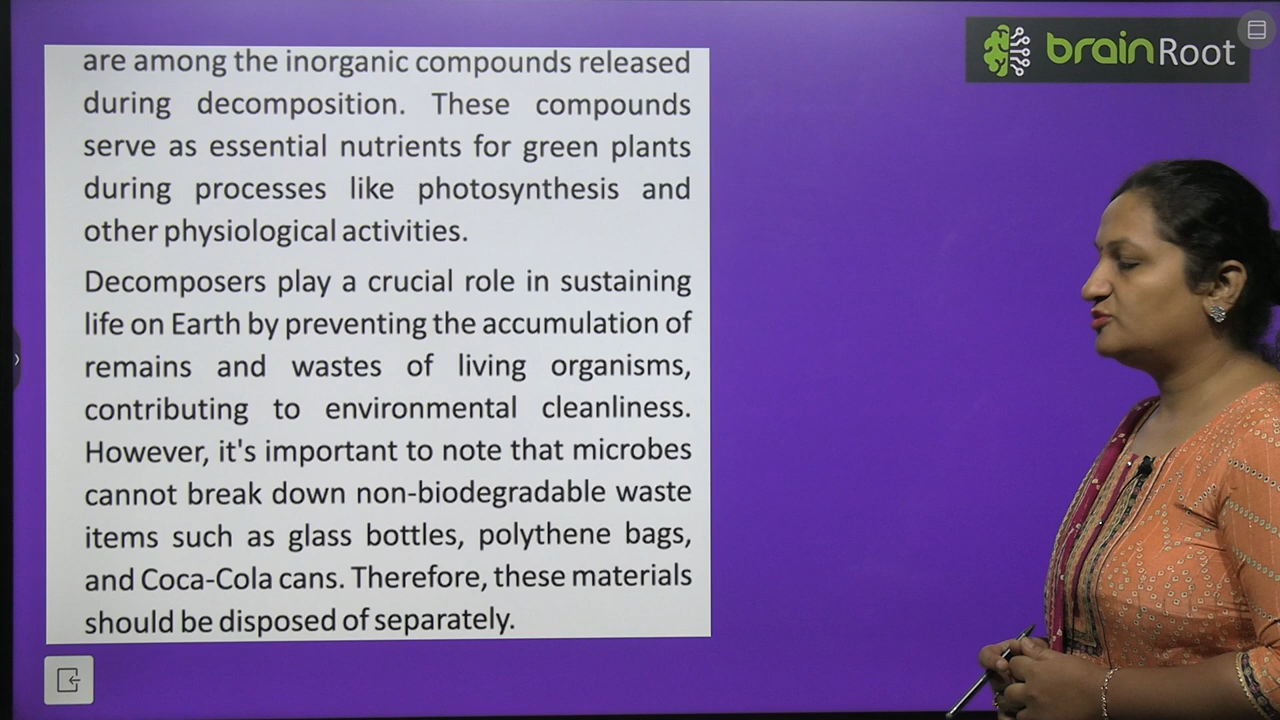 brainRoot
are among the inorganic compounds released
during decomposition. These compounds
serve as essential nutrients for green plants
during processes like photosynthesis and
other physiological activities.
Decomposers play a crucial role in sustaining
life on Earth by preventing the accumulation of
remains and wastes of living organisms,
contributing to environmental cleanliness.
However, it's important to note that microbes
cannot break down non-biodegradable waste
items such as glass bottles, polythene bags,
and Coca-Cola cans. Therefore, these materials
should be disposed of separately.